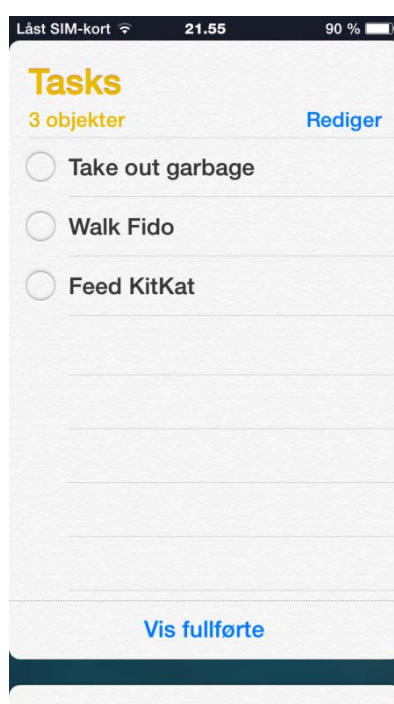 Låst SIM-kort 21.55 90 %
Tasks
3 objekter Rediger
Take out garbage
Walk Fido
Feed KitKat
Vis fullførte